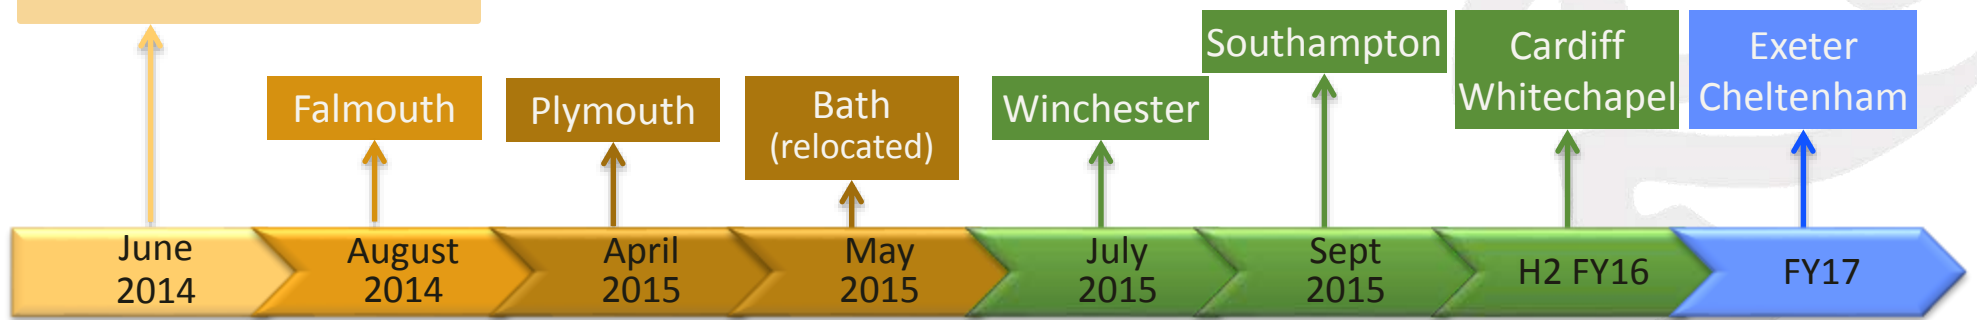 Falmouth
Plymouth
Bath
(relocated)
Winchester
Southampton
Cardiff
Whitechapel
Exeter
Cheltenham
June
2014
August
2014
April
2015
May
2015
July
2015
Sept
2015
H2 FY16
FY17